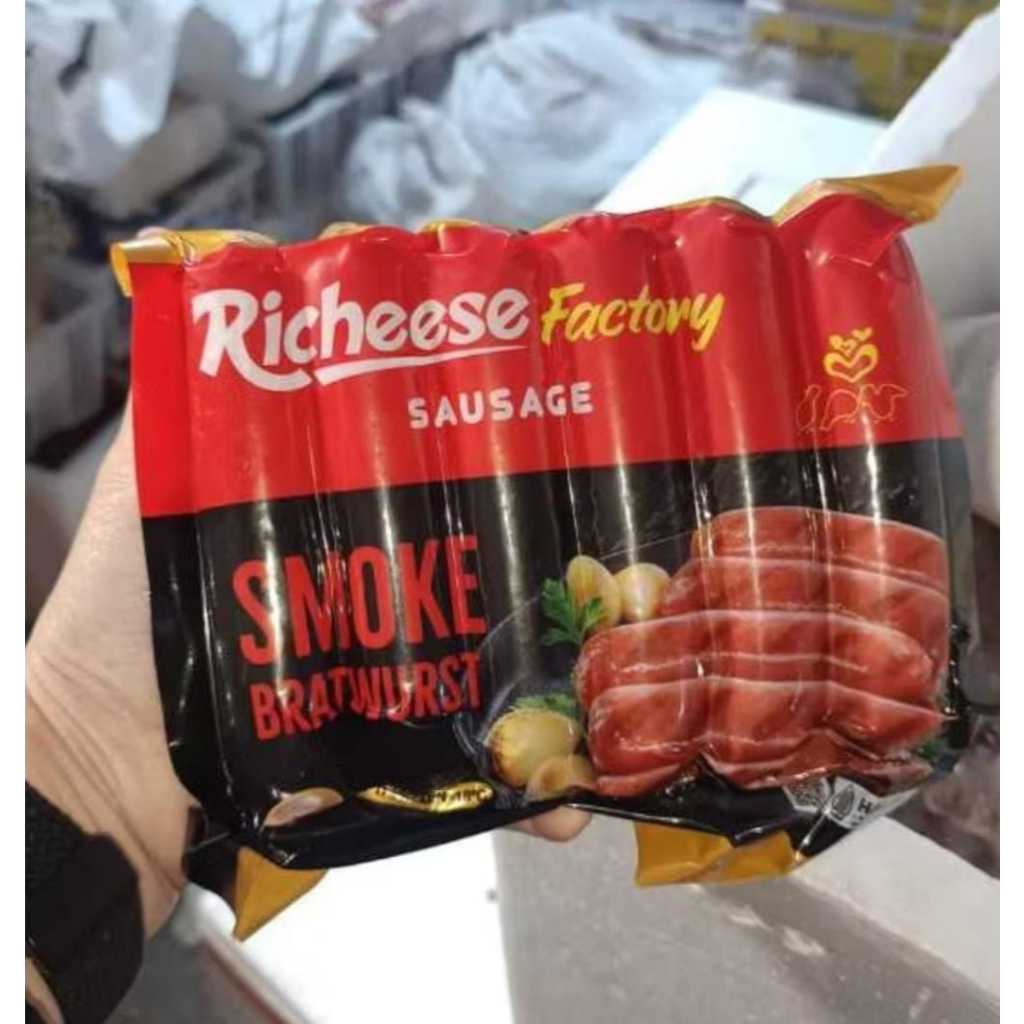 Richeese Factory
SAUSAGE
SMOKE
BRATWURST